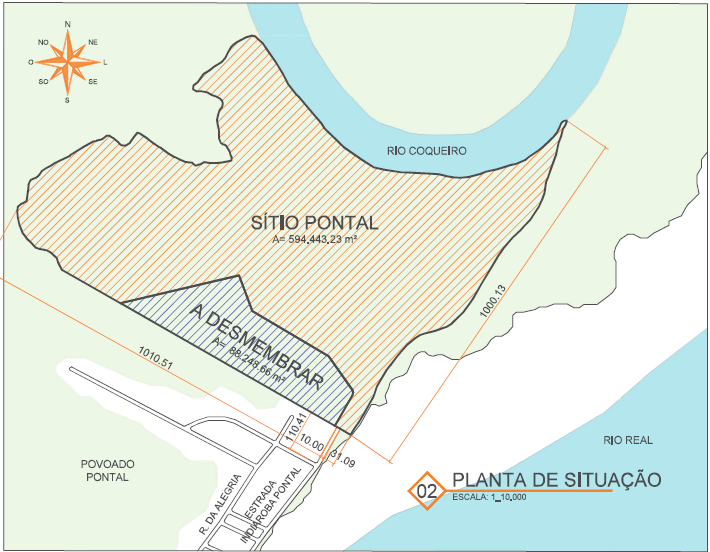 N
NO
NE
O
L
SO
SE
S
RIO COQUEIRO
SÍTIO PONTAL
A= 594.443,23 m²
A DESMEMBRAR
A= 88.248,66 m²
1000.13
1010.51
110.41
10.00
31.09
POVOADO
PONTAL
R. DA ALEGRIA
ESTRADA
INDIAROBA PONTAL
RIO REAL
02
PLANTA DE SITUAÇÃO
ESCALA: 1_10.000